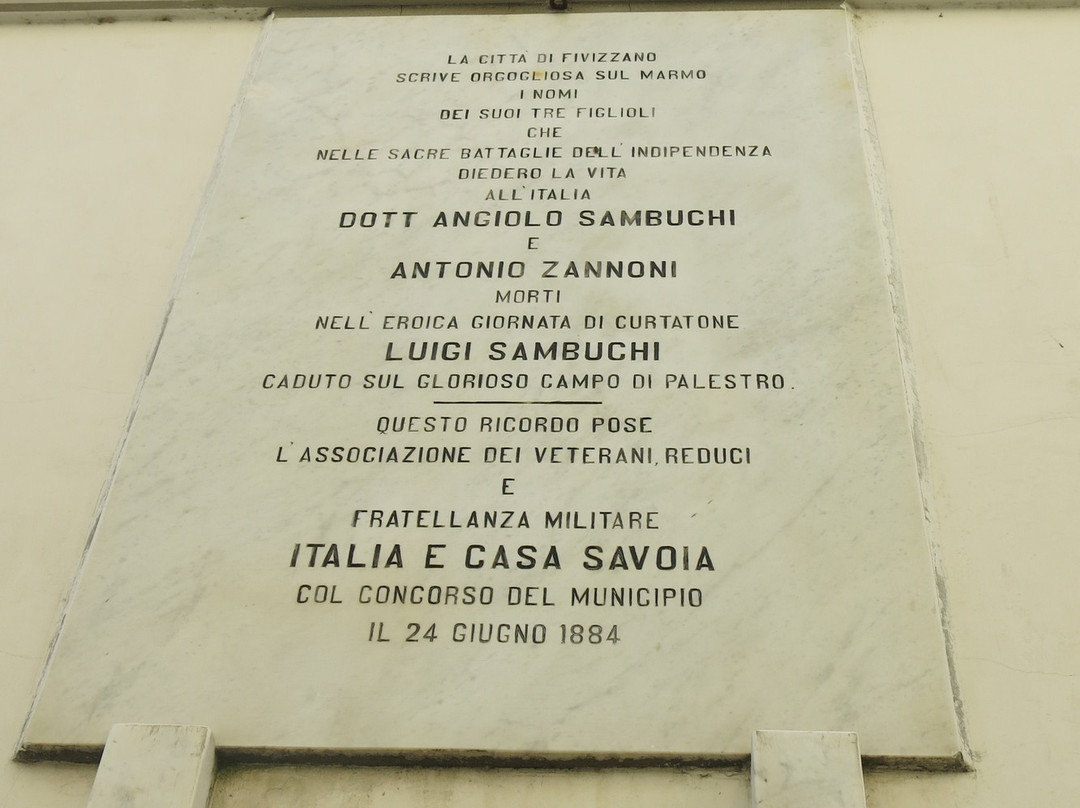 LA CITTÀ DI FIVIZZANO
SCRIVE ORGOGLIOSA SUL MARMO
I NOMI
DEI SUOI TRE FIGLIOLI
CHE
NELLE SACRE BATTAGLIE DELL'INDIPENDENZA
DIEDERO LA VITA
ALL'ITALIA
DOTT ANGIOLO SAMBUCHI
E
ANTONIO ZANNONI
MORTI
NELL'EROICA GIORNATA DI CURTATONE
LUIGI SAMBUCHI
CADUTO SUL GLORIOSO CAMPO DI PALESTRO.
QUESTO RICORDO POSE
L'ASSOCIAZIONE DEI VETERANI, REDUCI
E
FRATELLANZA MILITARE
ITALIA E CASA SAVOIA
COL CONCORSO DEL MUNICIPIO
IL 24 GIUGNO 1884